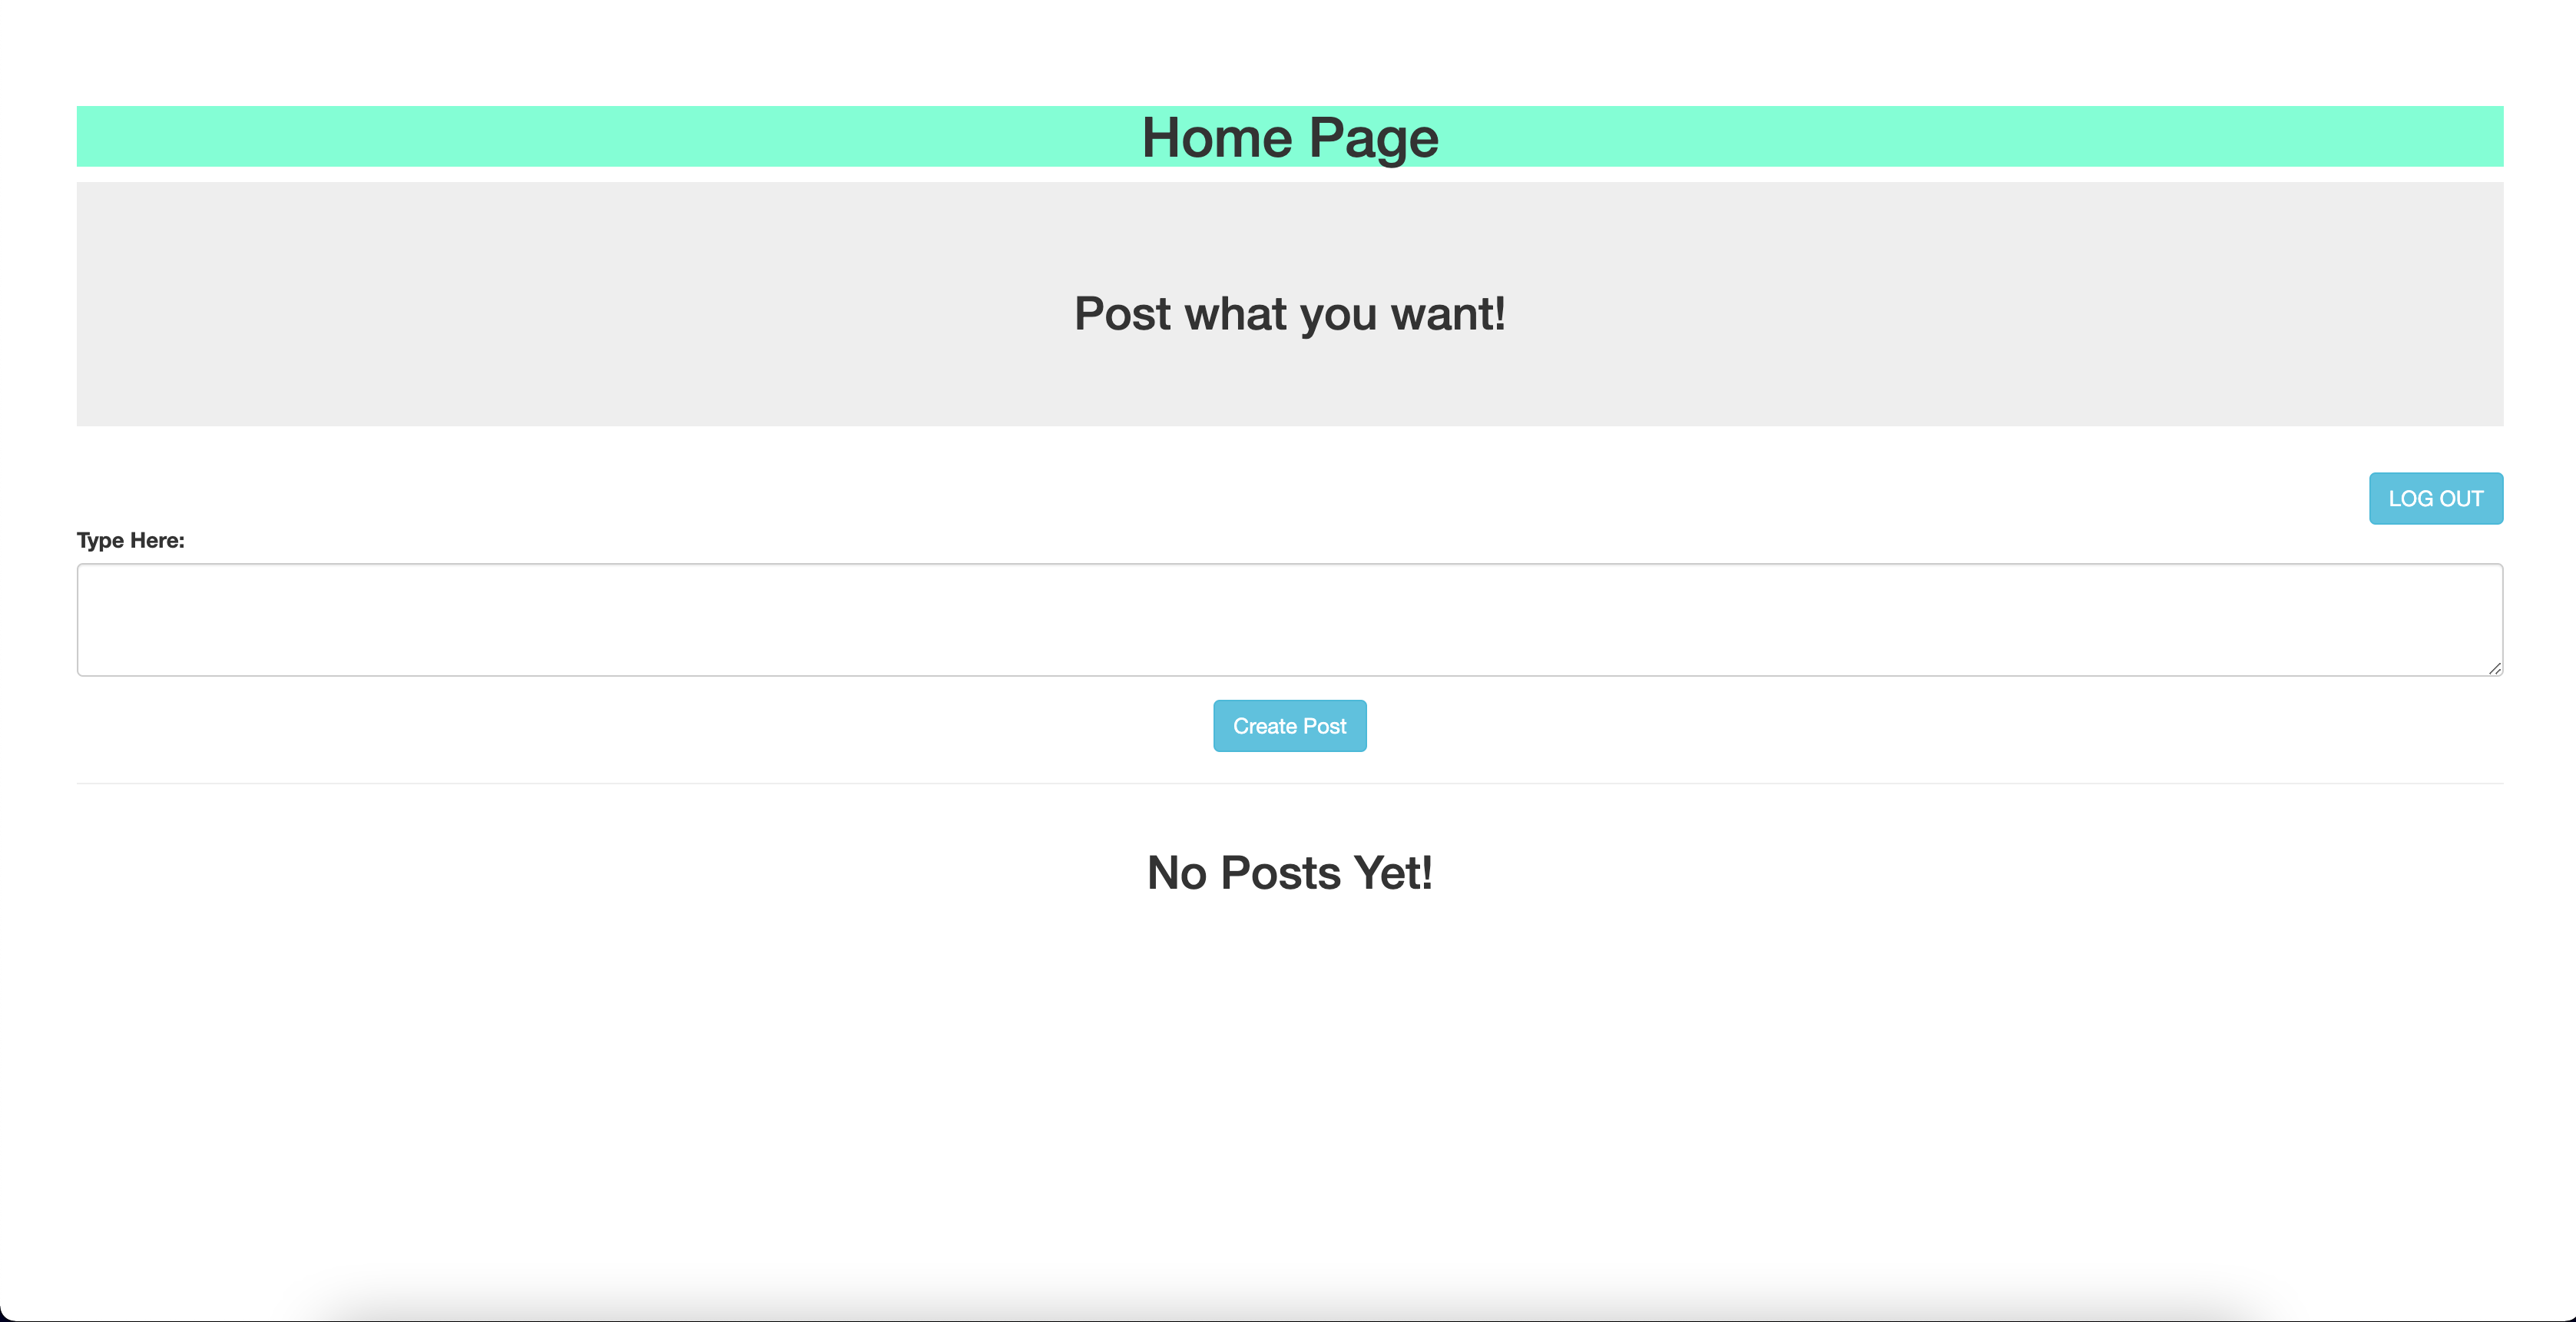 Home Page
Post what you want!
LOG OUT
Type Here:
Create Post
No Posts Yet!